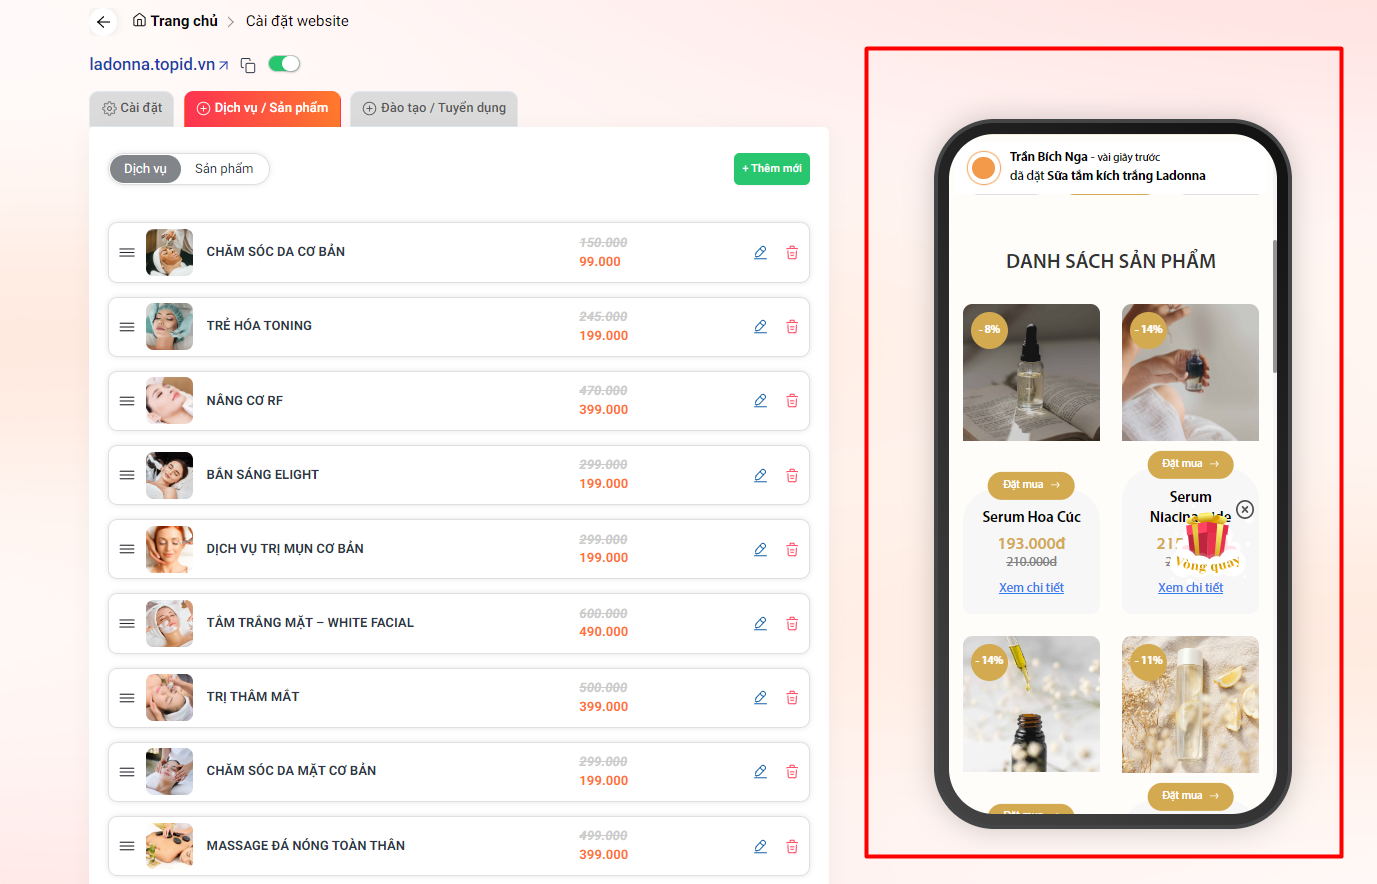 Trang chủ > Cài đặt website
ladonna.topid.vn
Cài đặt
Dịch vụ / Sản phẩm
Đào tạo / Tuyển dụng
Dịch vụ
Sản phẩm
+ Thêm mới
CHĂM SÓC DA CƠ BẢN
150.000
99.000
TRẺ HÓA TONING
245.000
199.000
NÂNG CƠ RF
470.000
399.000
BẮN SÁNG ELIGHT
299.000
199.000
DỊCH VỤ TRỊ MỤN CƠ BẢN
299.000
199.000
TẮM TRẮNG MẶT – WHITE FACIAL
600.000
490.000
TRỊ THÂM MẮT
500.000
399.000
CHĂM SÓC DA MẶT CƠ BẢN
299.000
199.000
MASSAGE ĐÁ NÓNG TOÀN THÂN
499.000
399.000
Trần Bích Nga - vài giây trước
đã đặt Sữa tắm kích trắng Ladonna
DANH SÁCH SẢN PHẨM
- 8%
Đặt mua →
Serum Hoa Cúc
193.000đ
210.000đ
Xem chi tiết
- 14%
Đặt mua →
Serum
Vòng quay
Xem chi tiết
- 14%
Đặt mua
- 11%
Đặt mua →